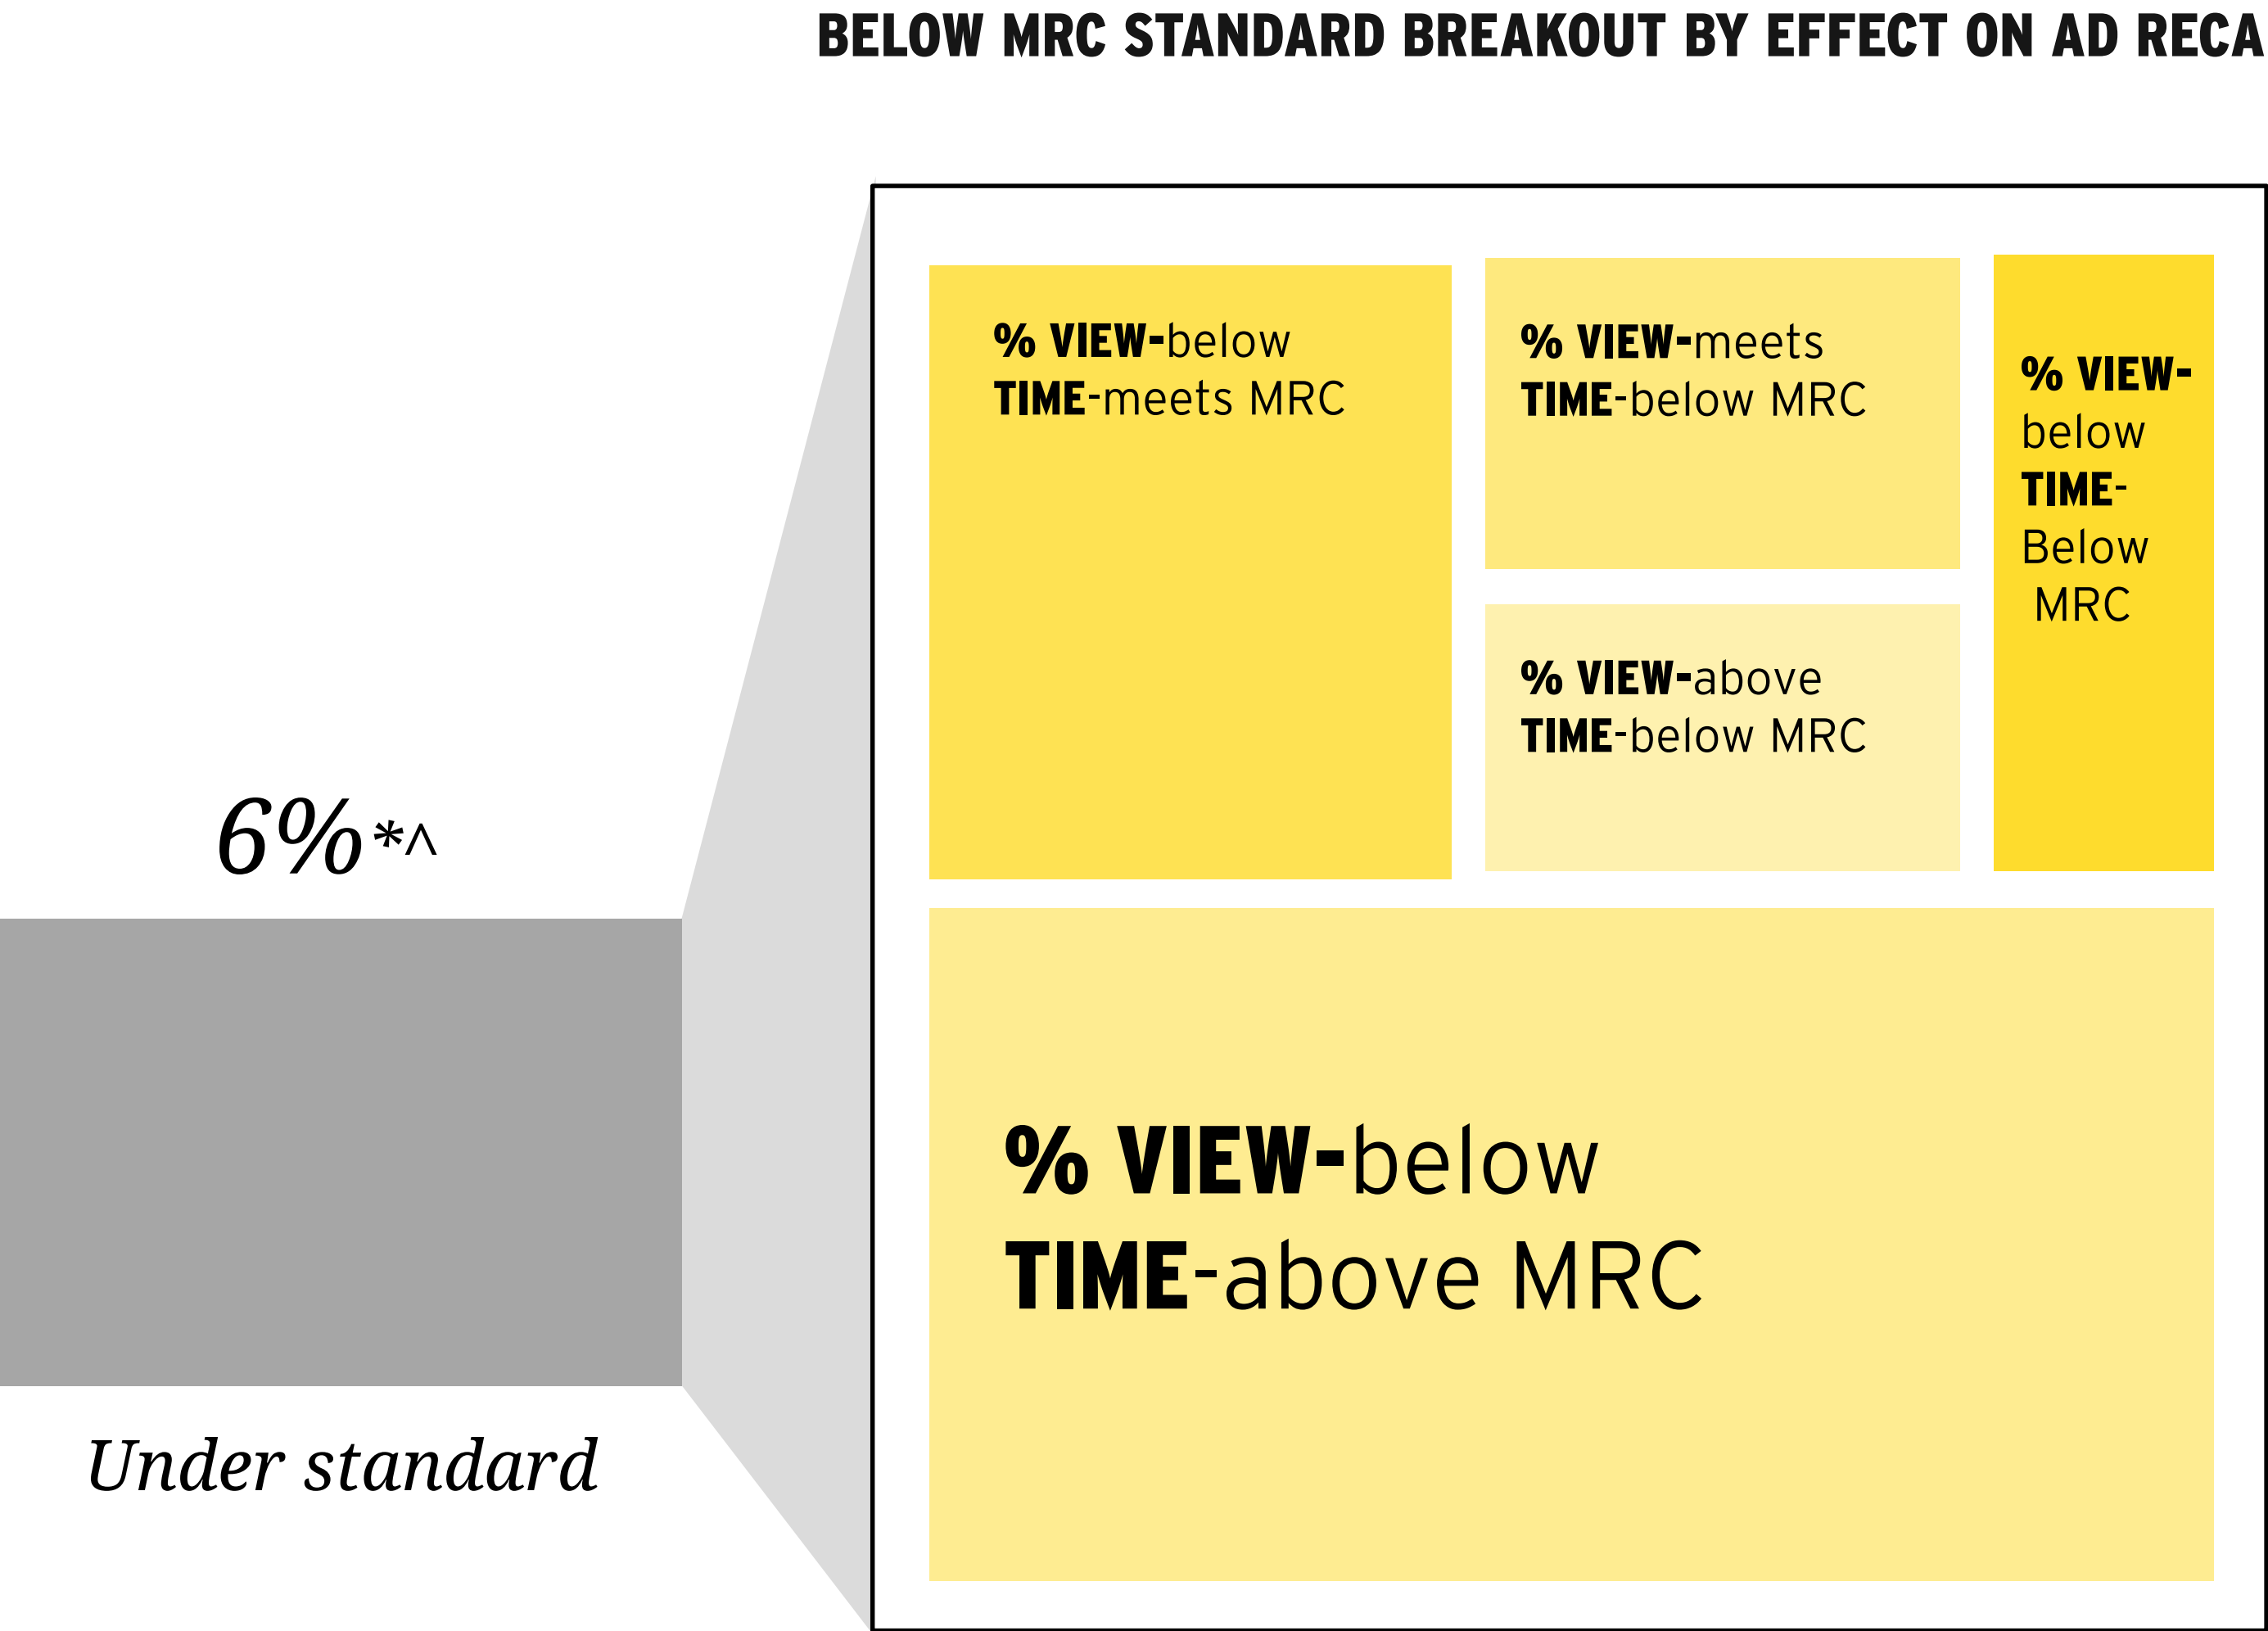 BELOW MRC STANDARD BREAKOUT BY EFFECT ON AD RECA
% VIEW-below
TIME-meets MRC
% VIEW-meets
TIME-below MRC
% VIEW-
below
TIME-
Below
MRC
% VIEW-above
TIME-below MRC
6%*^
% VIEW-below
TIME-above MRC
Under standard